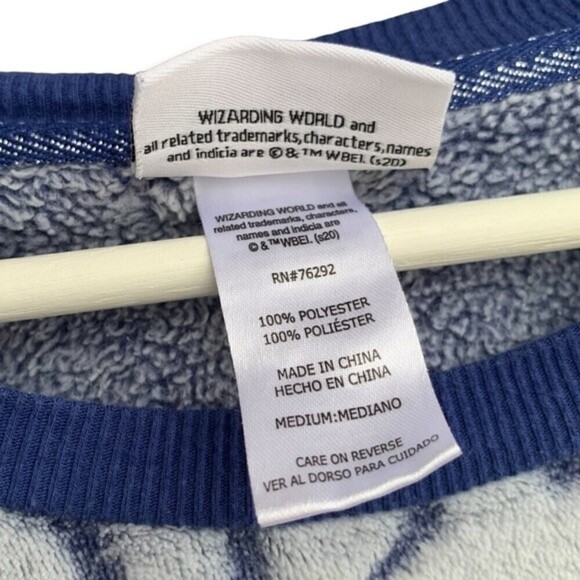 WIZARDING WORLD and
all related trademarks, characters, names
and indicia are © & ™ WBEI. (s20)
WIZARDING WORLD and all
related trademarks, characters,
names and indicia are
© & ™ WBEI. (s20)
RN#76292
100% POLYESTER
100% POLIÉSTER
MADE IN CHINA
HECHO EN CHINA
MEDIUM:MEDIANO
CARE ON REVERSE
VER AL DORSO PARA CUIDADO